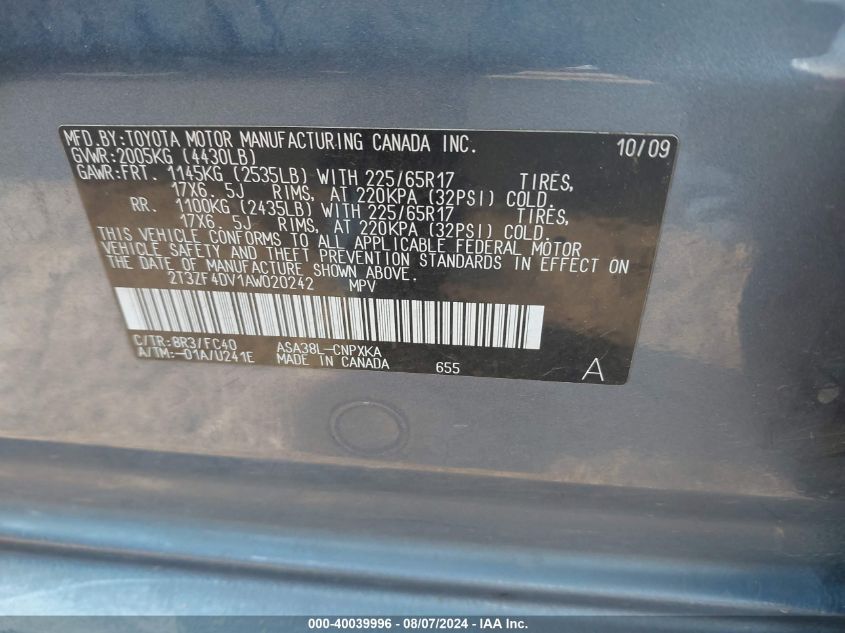 MFD.BY:TOYOTA MOTOR MANUFACTURING CANADA INC. 10/09
GVWR:2005KG (4430LB)
GAWR:FRT. 1145KG (2535LB) WITH 225/65R17 TIRES,
17X6. 5J RIMS, AT 220KPA (32PSI) COLD.
RR. 1100KG (2435LB) WITH 225/65R17 TIRES,
17X6. 5J RIMS, AT 220KPA (32PSI) COLD.
THIS VEHICLE CONFORMS TO ALL APPLICABLE FEDERAL MOTOR
VEHICLE SAFETY AND THEFT PREVENTION STANDARDS IN EFFECT ON
THE DATE OF MANUFACTURE SHOWN ABOVE.
2T3ZF4DV1AW020242 MPV
C/TR:8R3/FC40 ASA38L-CNPXKA
A/TM:-01A/U241E MADE IN CANADA 655 A
000-40039996 - 08/07/2024 - IAA Inc.